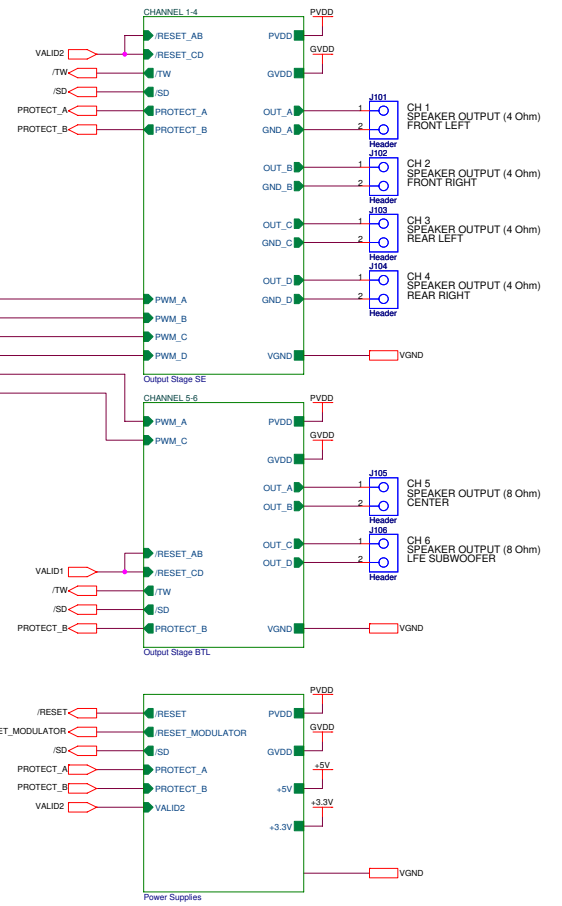 CHANNEL 1-4
PVDD
/RESET_AB
PVDD
GVDD
VALID2
/RESET_CD
/TW
/TW
GVDD
/SD
/SD
J101
PROTECT_A
PROTECT_A
OUT_A
1
CH 1
SPEAKER OUTPUT (4 Ohm)
FRONT LEFT
PROTECT_B
PROTECT_B
GND_A
2
Header
J102
OUT_B
1
CH 2
SPEAKER OUTPUT (4 Ohm)
FRONT RIGHT
GND_B
2
Header
J103
OUT_C
1
CH 3
SPEAKER OUTPUT (4 Ohm)
REAR LEFT
GND_C
2
Header
J104
OUT_D
1
CH 4
SPEAKER OUTPUT (4 Ohm)
REAR RIGHT
PWM_A
GND_D
2
Header
PWM_B
PWM_C
PWM_D
VGND
VGND
Output Stage SE
CHANNEL 5-6
PVDD
PWM_A
PVDD
GVDD
PWM_C
GVDD
J105
OUT_A
1
CH 5
SPEAKER OUTPUT (8 Ohm)
CENTER
OUT_B
2
Header
J106
OUT_C
1
CH 6
SPEAKER OUTPUT (8 Ohm)
LFE SUBWOOFER
/RESET_AB
OUT_D
2
Header
VALID1
/RESET_CD
/TW
/TW
/SD
/SD
PROTECT_B
PROTECT_B
VGND
VGND
Output Stage BTL
PVDD
/RESET
/RESET
PVDD
GVDD
ET_MODULATOR
/RESET_MODULATOR
/SD
/SD
GVDD
+5V
PROTECT_A
PROTECT_A
PROTECT_B
PROTECT_B
+5V
+3.3V
VALID2
VALID2
+3.3V
VGND
Power Supplies